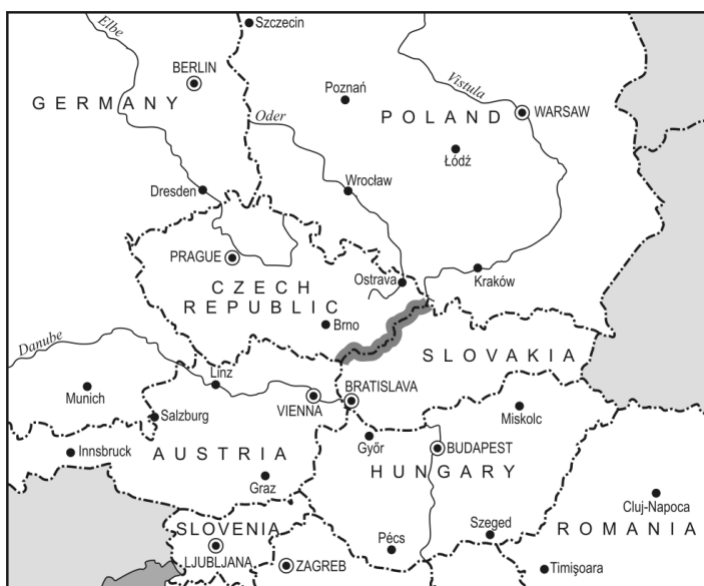 Elbe
Szczecin
BERLIN
Poznań
Vistula
GERMANY
Oder
POLAND
WARSAW
Łódź
Dresden
Wrocław
PRAGUE
Ostrava
Kraków
CZECH
REPUBLIC
Brno
Danube
SLOVAKIA
Linz
Munich
Salzburg
VIENNA
BRATISLAVA
Miskolc
Innsbruck
AUSTRIA
Győr
BUDAPEST
HUNGARY
Graz
Cluj-Napoca
SLOVENIA
Szeged
ROMANIA
Pécs
LJUBLJANA
ZAGREB
Timişoara